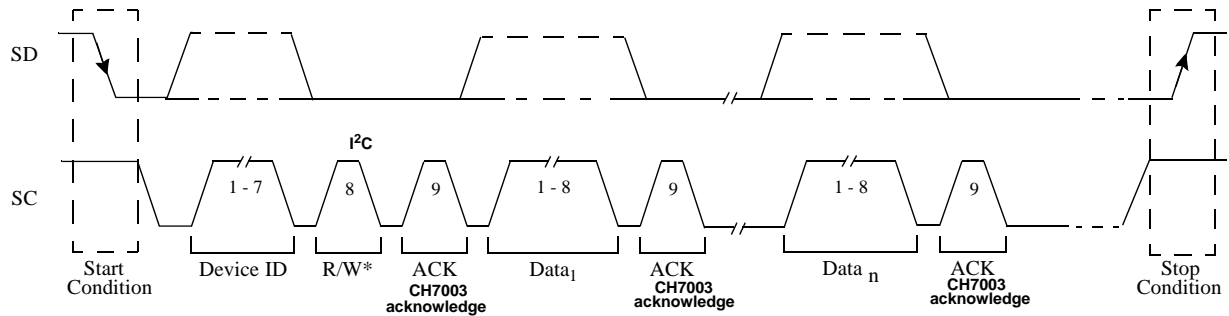 SD
I²C
SC
1 - 7
8
9
1 - 8
9
1 - 8
9
Start
Condition
Device ID
R/W*
ACK
CH7003
acknowledge
Data₁
ACK
CH7003
acknowledge
Data n
ACK
CH7003
acknowledge
Stop
Condition